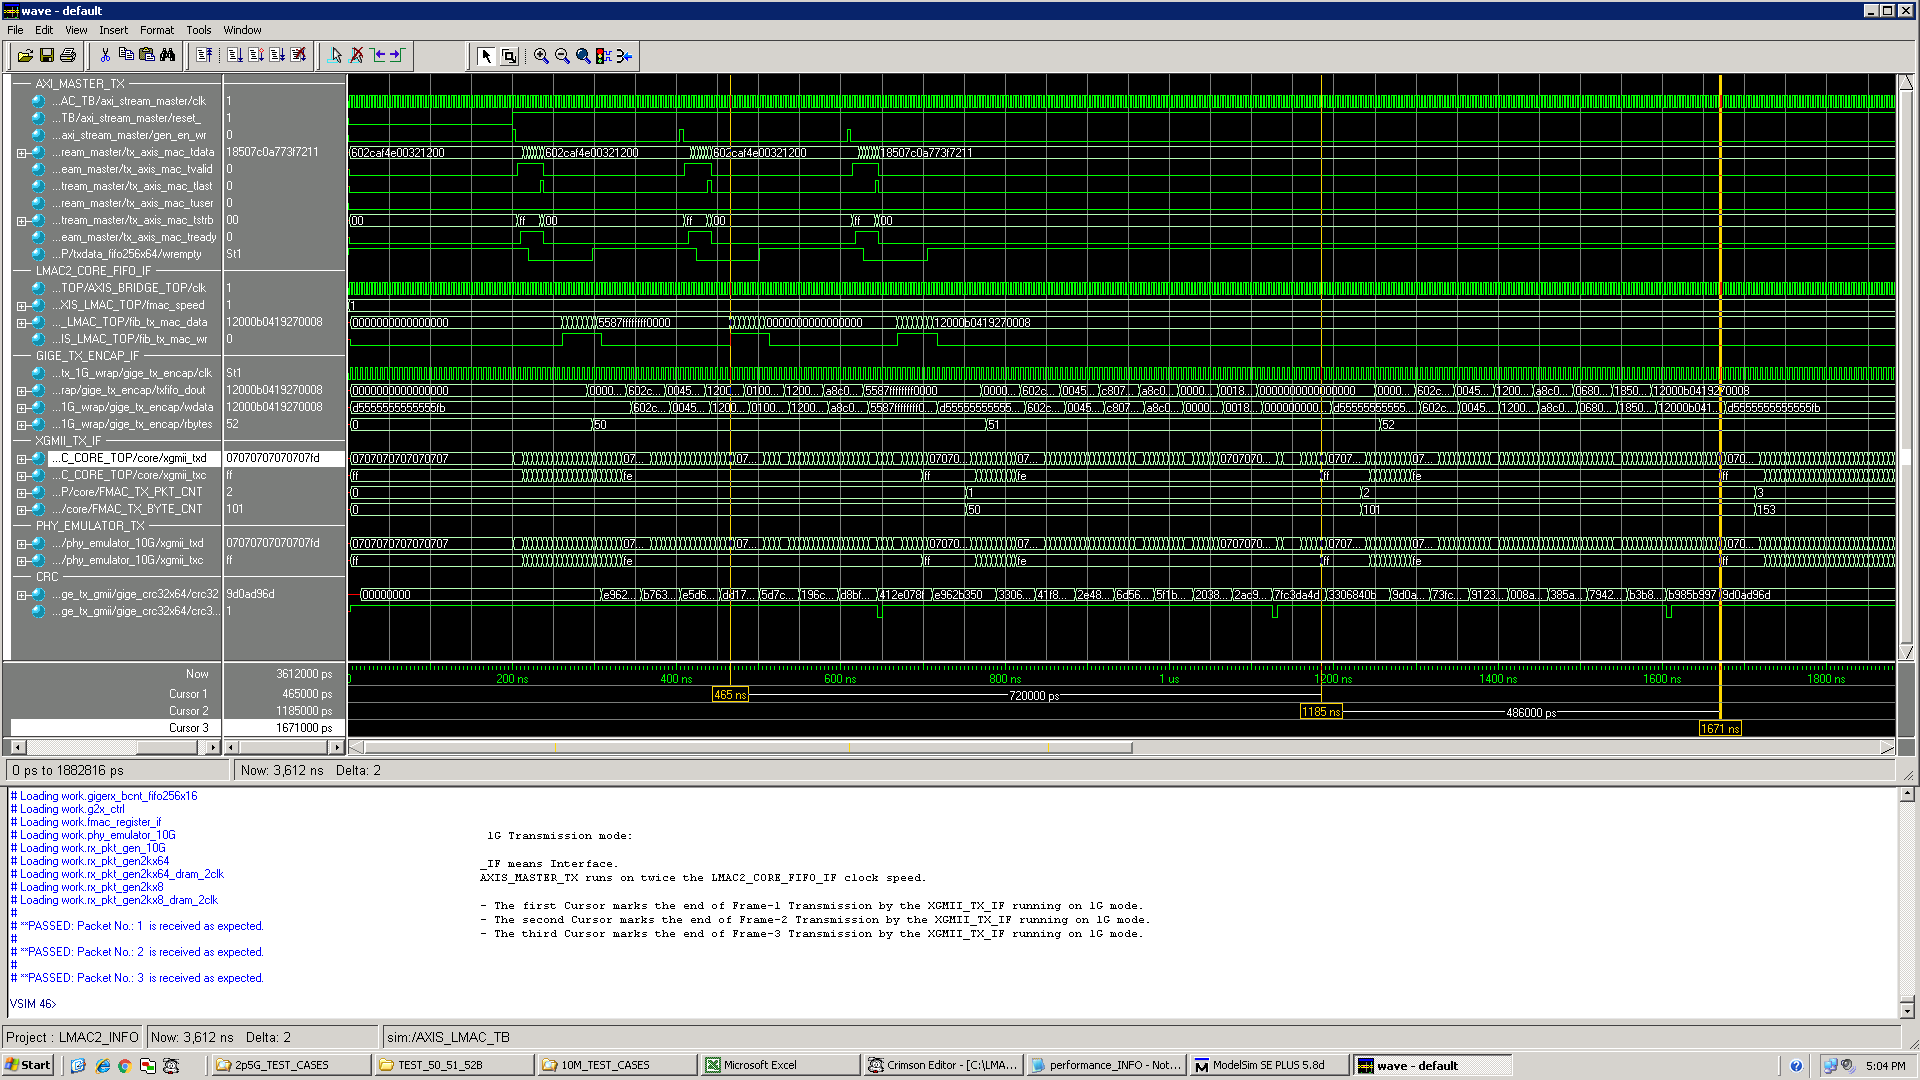 wave - default
File Edit View Insert Format Tools Window
AXI_MASTER_TX
...AC_TB/axi_stream_master/clk 1
...TB/axi_stream_master/reset_ 1
...axi_stream_master/gen_en_wr 0
...ream_master/tx_axis_mac_tdata 18507c0a773f7211 602caf4e00321200 602caf4e00321200 602caf4e00321200 18507c0a773f7211
...eam_master/tx_axis_mac_tvalid 0
...tream_master/tx_axis_mac_tlast 0
...ream_master/tx_axis_mac_tuser 0
...tream_master/tx_axis_mac_tstrb 00 00 ff 00 ff 00 ff 00
...eam_master/tx_axis_mac_tready 0
...P/txdata_fifo256x64/wrempty St1
LMAC2_CORE_FIFO_IF
...TOP/AXIS_BRIDGE_TOP/clk 1
...XIS_LMAC_TOP/fmac_speed 1 1
..._LMAC_TOP/fib_tx_mac_data 12000b0419270008 0000000000000000 5587ffffffff0000 0000000000000000 12000b0419270008
...IS_LMAC_TOP/fib_tx_mac_wr 0
GIGE_TX_ENCAP_IF
...tx_1G_wrap/gige_tx_encap/clk St1
...rap/gige_tx_encap/txfifo_dout 12000b0419270008 0000000000000000 0000... 602c... 0045... 1200... 0100... 1200... a8c0... 5587ffffffff0000 0000... 602c... 0045... c807... a8c0... 0000... 0018... 0000000000000000 0000... 602c... 0045... 1200... a8c0... 0680... 1850... 12000b0419270008
...1G_wrap/gige_tx_encap/wdata 12000b0419270008 d5555555555555fb 602c... 0045... 1200... 0100... 1200... a8c0... 5587ffffffff0... d55555555555... 602c... 0045... c807... a8c0... 0000... 0018... 000000000... d55555555555... 602c... 0045... 1200... a8c0... 0680... 1850... 12000b041... d5555555555555fb
...1G_wrap/gige_tx_encap/rbytes 52 0 50 51 52
XGMII_TX_IF
...C_CORE_TOP/core/xgmii_txd 07070707070707fd 0707070707070707 07... 07... 07070... 07... 0707070... 0707... 07... 070...
...C_CORE_TOP/core/xgmii_txc ff ff fe ff fe ff fe ff
...P/core/FMAC_TX_PKT_CNT 2 0 1 2 3
.../core/FMAC_TX_BYTE_CNT 101 0 50 101 153
PHY_EMULATOR_TX
.../phy_emulator_10G/xgmii_txd 07070707070707fd 0707070707070707 07... 07... 07070... 07... 0707070... 0707... 07... 070...
.../phy_emulator_10G/xgmii_txc ff ff fe ff fe ff fe ff
CRC
...ge_tx_gmii/gige_crc32x64/crc32 9d0ad96d 00000000 e962... b763... e5d6... dd17... 5d7c... 196c... d8bf... 412e078f e962b350 3306... 41f8... 2e48... 6d56... 5f1b... 2038... 2ac9... 7fc3da4d 3306840b 9d0a... 73fc... 9123... 008a... 385a... 7942... b3b8... b985b997 9d0ad96d
...ge_tx_gmii/gige_crc32x64/crc3... 1
Now 3612000 ps 0 200 ns 400 ns 600 ns 800 ns 1 us 1200 ns 1400 ns 1600 ns 1800 ns
Cursor 1 465000 ps 465 ns 720000 ps
Cursor 2 1185000 ps 1185 ns 486000 ps
Cursor 3 1671000 ps 1671 ns
0 ps to 1882816 ps Now: 3,612 ns Delta: 2
# Loading work.gigerx_bcnt_fifo256x16
# Loading work.g2x_ctrl
# Loading work.fmac_register_if
# Loading work.phy_emulator_10G
# Loading work.rx_pkt_gen_10G
# Loading work.rx_pkt_gen2kx64
# Loading work.rx_pkt_gen2kx64_dram_2clk
# Loading work.rx_pkt_gen2kx8
# Loading work.rx_pkt_gen2kx8_dram_2clk
#
# **PASSED: Packet No.: 1 is received as expected.
#
# **PASSED: Packet No.: 2 is received as expected.
#
# **PASSED: Packet No.: 3 is received as expected.
VSIM 46>
1G Transmission mode:
_IF means Interface.
AXIS_MASTER_TX runs on twice the LMAC2_CORE_FIFO_IF clock speed.
- The first Cursor marks the end of Frame-1 Transmission by the XGMII_TX_IF running on 1G mode.
- The second Cursor marks the end of Frame-2 Transmission by the XGMII_TX_IF running on 1G mode.
- The third Cursor marks the end of Frame-3 Transmission by the XGMII_TX_IF running on 1G mode.
Project : LMAC2_INFO Now: 3,612 ns Delta: 2 sim:/AXIS_LMAC_TB
Start 2p5G_TEST_CASES TEST_50_51_52B 10M_TEST_CASES Microsoft Excel Crimson Editor - [C:\LMA... performance_INFO - Not... ModelSim SE PLUS 5.8d wave - default 5:04 PM